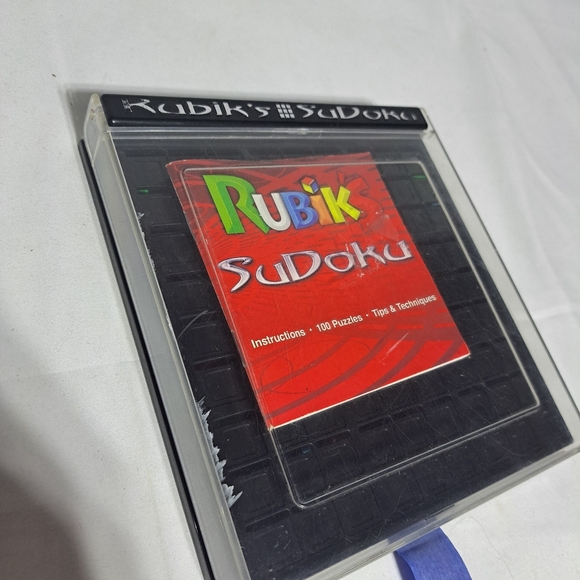 Rubik's SuDoku
RUBIK'S
SuDoku
Instructions • 100 Puzzles • Tips & Techniques